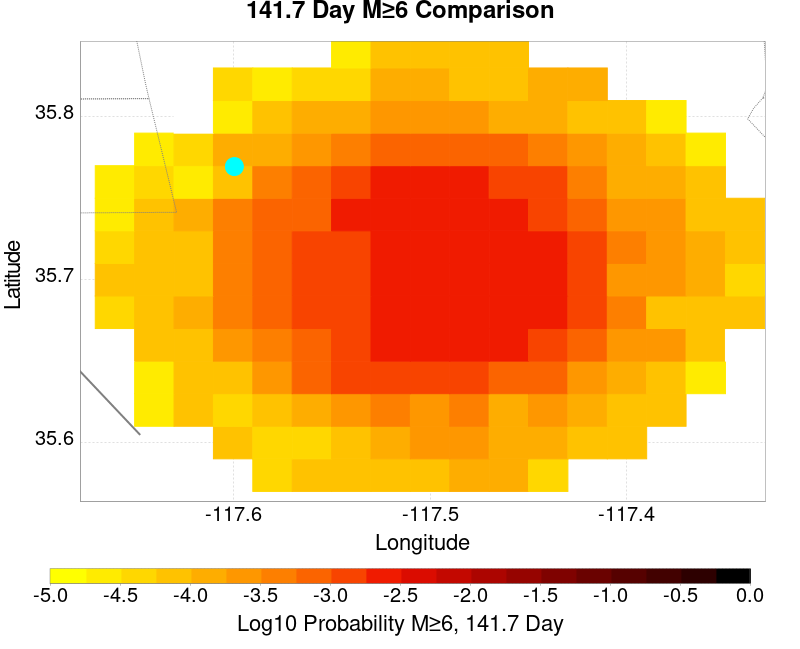 141.7 Day M≥6 Comparison
35.8
35.7
35.6
Latitude
-117.6 -117.5 -117.4
Longitude
-5.0 -4.5 -4.0 -3.5 -3.0 -2.5 -2.0 -1.5 -1.0 -0.5 0.0
Log10 Probability M≥6, 141.7 Day